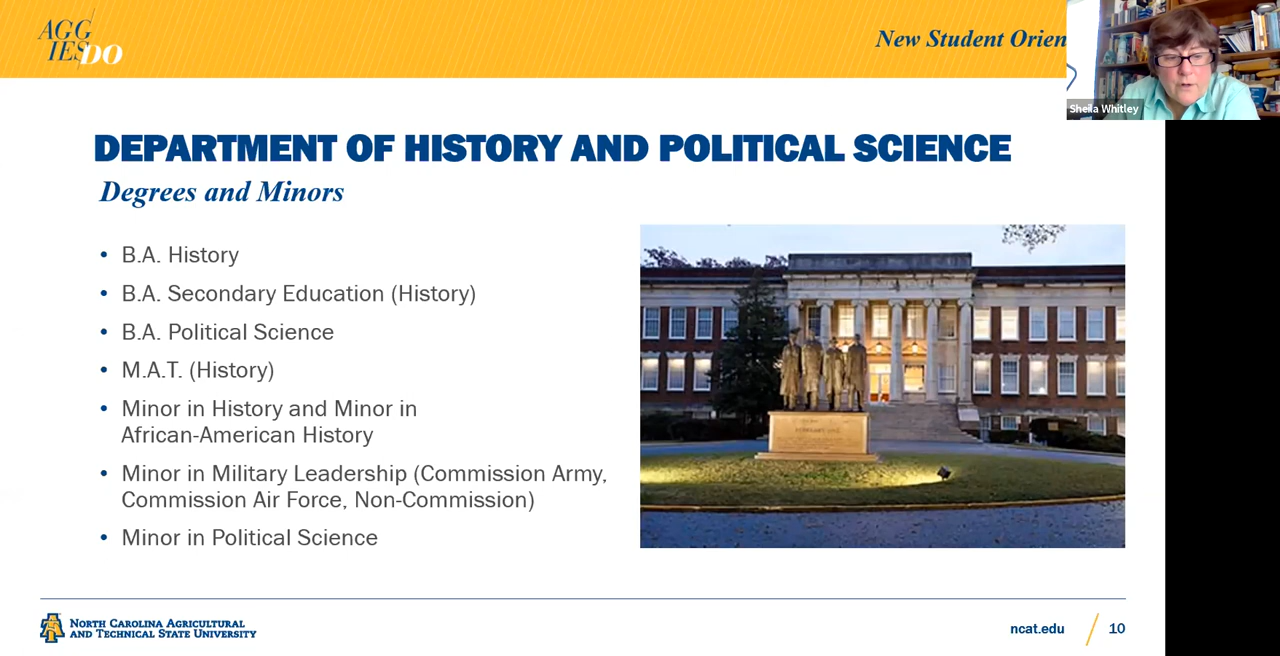 AGG
IES DO
New Student Orien
Sheila Whitley
DEPARTMENT OF HISTORY AND POLITICAL SCIENCE
Degrees and Minors
• B.A. History
• B.A. Secondary Education (History)
• B.A. Political Science
• M.A.T. (History)
• Minor in History and Minor in
African-American History
• Minor in Military Leadership (Commission Army,
Commission Air Force, Non-Commission)
• Minor in Political Science
NORTH CAROLINA AGRICULTURAL
AND TECHNICAL STATE UNIVERSITY
ncat.edu
10